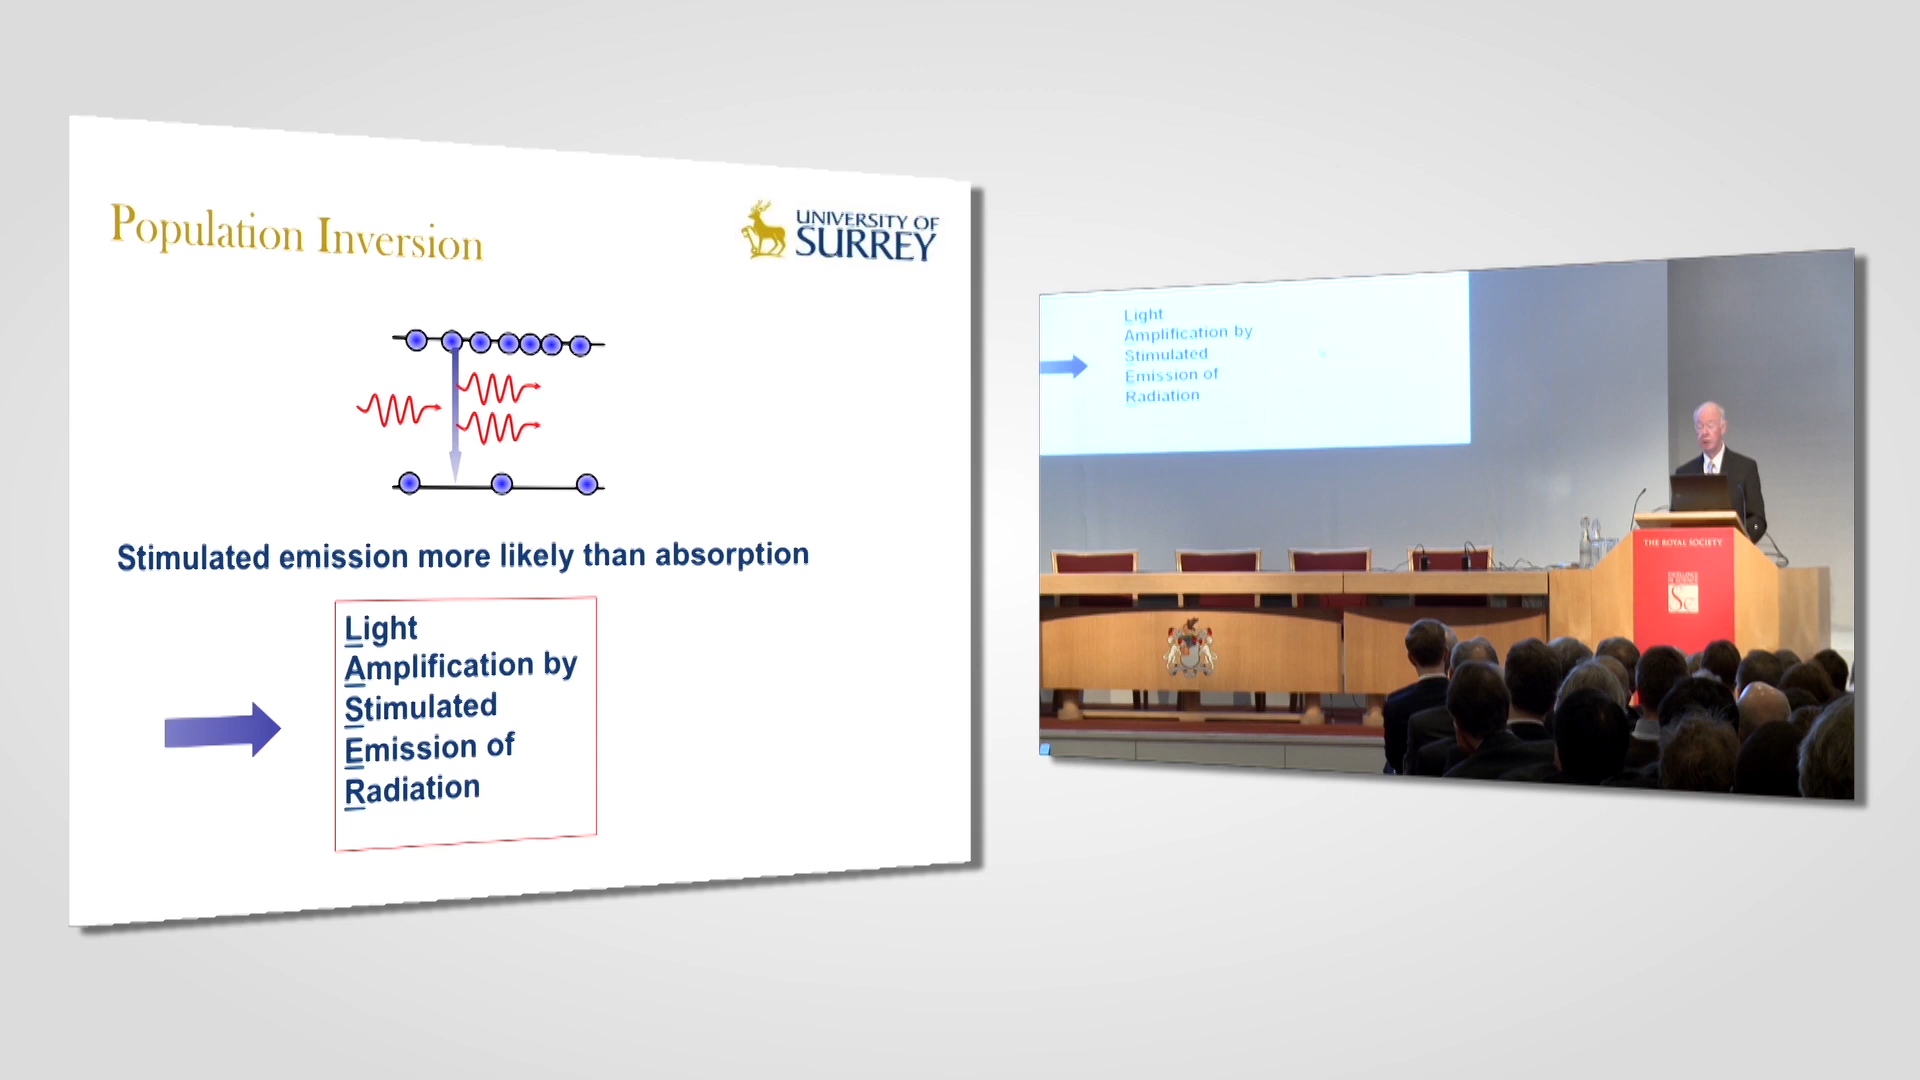 Population Inversion
UNIVERSITY OF
SURREY
Stimulated emission more likely than absorption
Light
Amplification by
Stimulated
Emission of
Radiation
Light
Amplification by
Stimulated
Emission of
Radiation
THE ROYAL SOCIETY